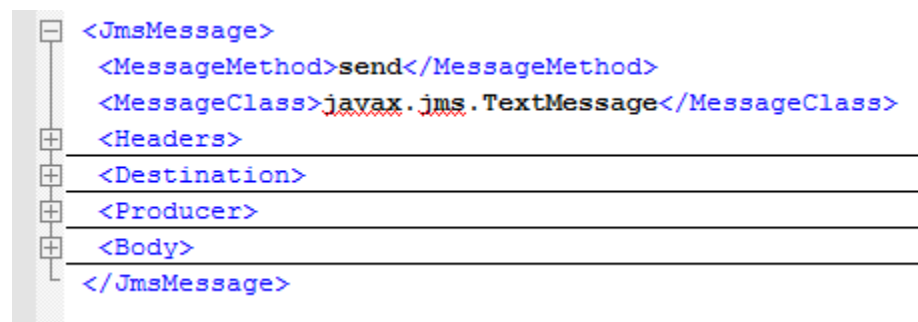 <JmsMessage>
<MessageMethod>send</MessageMethod>
<MessageClass>javax.jms.TextMessage</MessageClass>
<Headers>
<Destination>
<Producer>
<Body>
</JmsMessage>